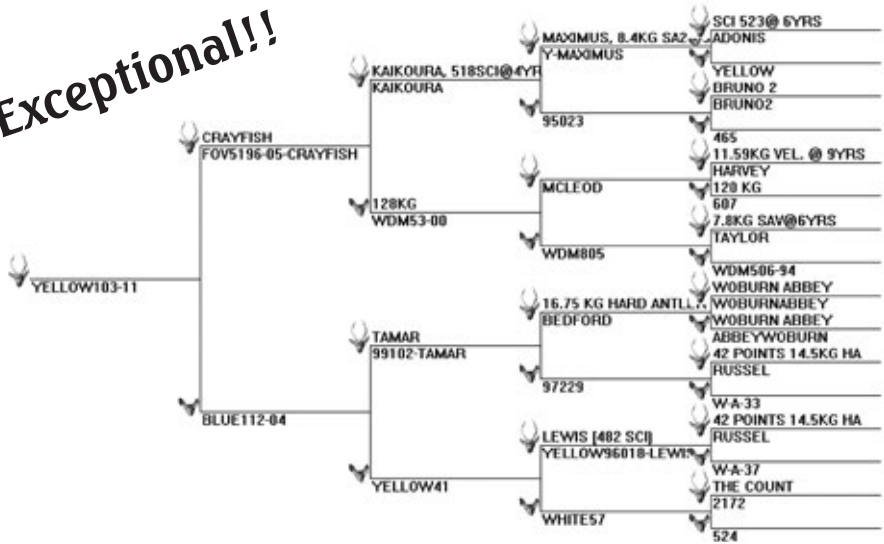 Exceptional!!
YELLOW103-11
CRAYFISH
FOV5196-05-CRAYFISH
BLUE112-04
KAIKOURA, 518SCI@4YR
KAIKOURA
128KG
WDM53-00
TAMAR
99102-TAMAR
YELLOW41
MAXIMUS, 8.4KG SA2
Y-MAXIMUS
95023
MCLEOD
WDM805
16.75 KG HARD ANTL
BEDFORD
97229
LEWIS [482 SCI]
YELLOW96018-LEWIS
WHITE57
SCI 523@ 6YRS
ADONIS
YELLOW
BRUNO 2
BRUNO2
465
11.59KG VEL. @ 9YRS
HARVEY
120 KG
607
7.8KG SAV@6YRS
TAYLOR
WDM506-94
WOBURN ABBEY
WOBURNABBEY
WOBURN ABBEY
ABBEYWOBURN
42 POINTS 14.5KG HA
RUSSEL
W-A-33
42 POINTS 14.5KG HA
RUSSEL
W-A-37
THE COUNT
2172
524